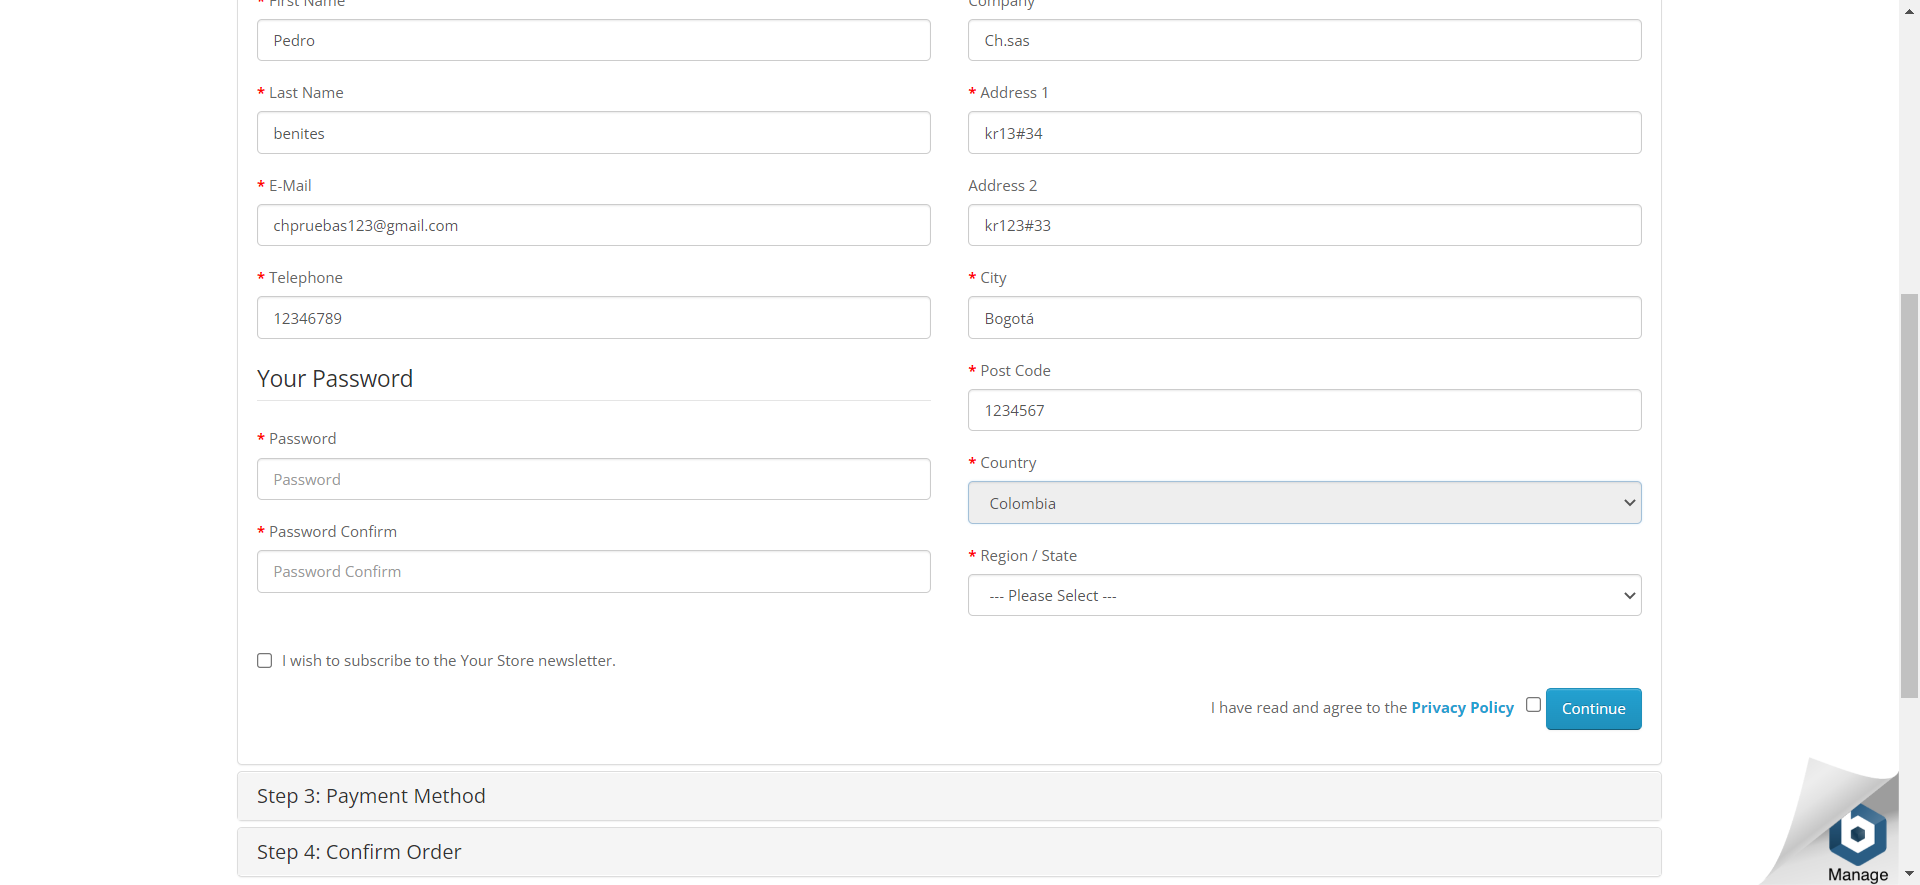 * First Name
Pedro
* Last Name
benites
* E-Mail
chpruebas123@gmail.com
* Telephone
12346789
Your Password
* Password
Password
* Password Confirm
Password Confirm
Company
Ch.sas
* Address 1
kr13#34
Address 2
kr123#33
* City
Bogotá
* Post Code
1234567
* Country
Colombia
* Region / State
--- Please Select ---
I wish to subscribe to the Your Store newsletter.
I have read and agree to the Privacy Policy
Continue
Step 3: Payment Method
Step 4: Confirm Order
b
Manage